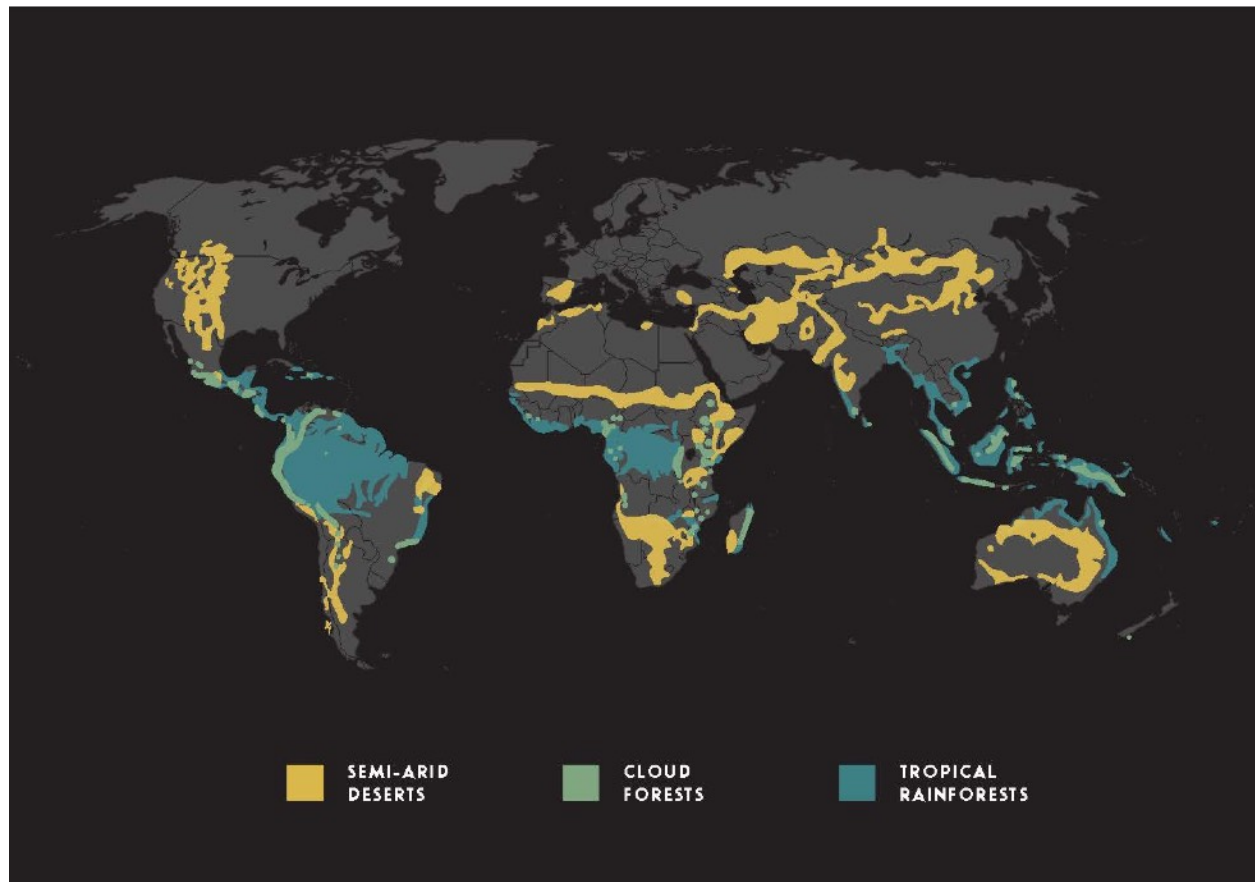 SEMI-ARID
DESERTS
CLOUD
FORESTS
TROPICAL
RAINFORESTS